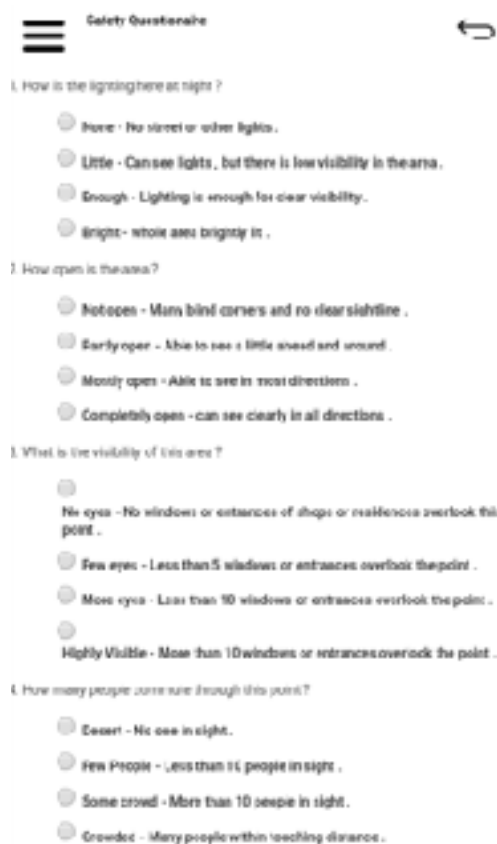 Safety Questionaire
1. How is the lighting here at night ?
None - No street or other lights .
Little - Can see lights , but there is low visibility in the area .
Enough - Lighting is enough for clear visibility .
Bright - whole area brightly lit .
2. How open is the area ?
Not open - Many blind corners and no clear sightline .
Partly open - Able to see a little ahead and around .
Mostly open - Able to see in most directions .
Completely open - can see clearly in all directions .
3. What is the visibility of this area ?
No eyes - No windows or entrances of shops or residences overlook this
point .
Few eyes - Less than 5 windows or entrances overlook the point .
More eyes - Less than 10 windows or entrances overlook the point .
Highly Visible - More than 10 windows or entrances overlook the point .
4. How many people commute through this point ?
Desert - No one in sight .
Few People - Less than 10 people in sight .
Some crowd - More than 10 people in sight .
Crowded - Many people within touching distance .